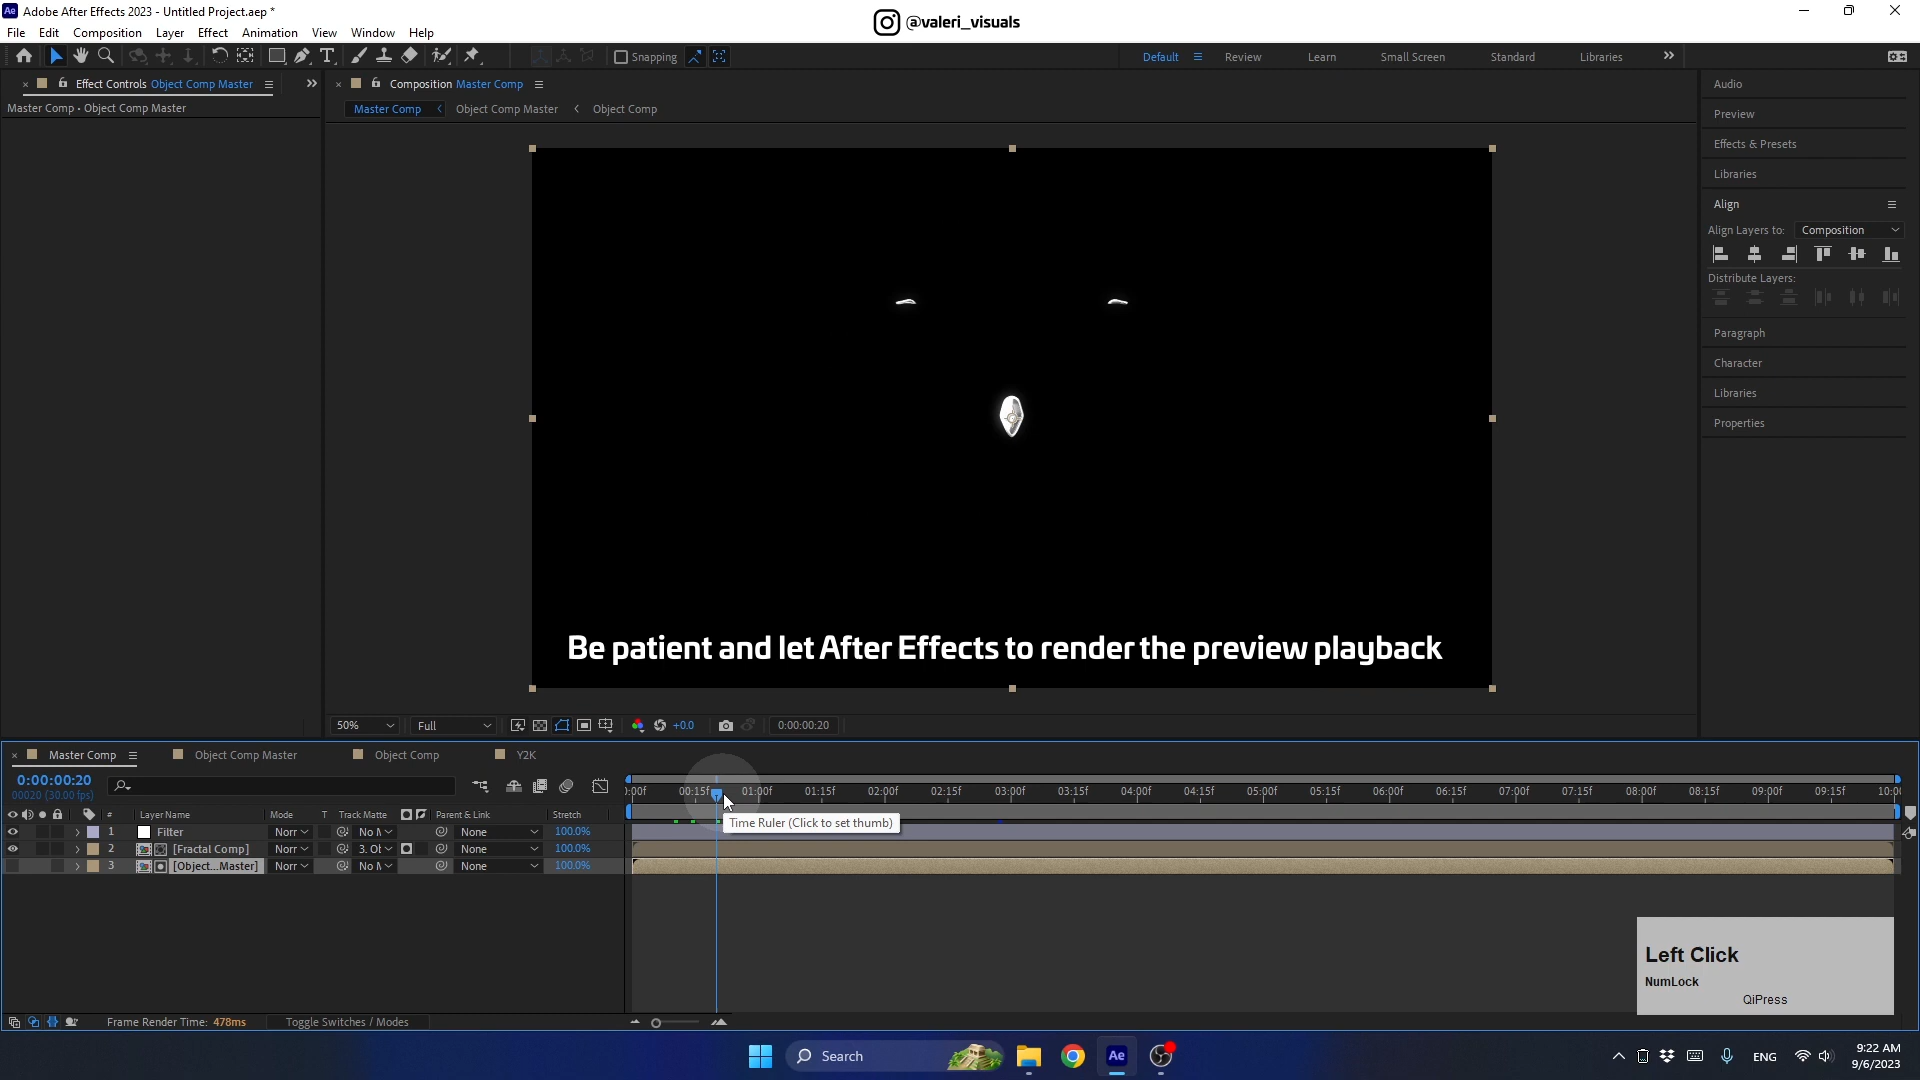 Ae Adobe After Effects 2023 - Untitled Project.aep *
@valeri_visuals
File Edit Composition Layer Effect Animation View Window Help
Snapping
Default Review Learn Small Screen Standard Libraries
Effect Controls Object Comp Master
Composition Master Comp
Master Comp • Object Comp Master
Master Comp Object Comp Master Object Comp
Audio
Preview
Effects & Presets
Libraries
Align
Align Layers to: Composition
Distribute Layers:
Paragraph
Character
Libraries
Properties
Be patient and let After Effects to render the preview playback
50% Full +0.0 0:00:00:20
Master Comp Object Comp Master Object Comp Y2K
0:00:00:20
00020 (30.00 fps)
):00f 00:15f 01:00f 01:15f 02:00f 02:15f 03:00f 03:15f 04:00f 04:15f 05:00f 05:15f 06:00f 06:15f 07:00f 07:15f 08:00f 08:15f 09:00f 09:15f 10:0
# Layer Name Mode T Track Matte Parent & Link Stretch
1 Filter Norr No N None 100.0%
2 [Fractal Comp] Norr 3. Ot None 100.0%
3 [Object...Master] Norr No N None 100.0%
Time Ruler (Click to set thumb)
Left Click
NumLock
QiPress
Frame Render Time: 478ms Toggle Switches / Modes
Search
Ae
ENG
9:22 AM
9/6/2023